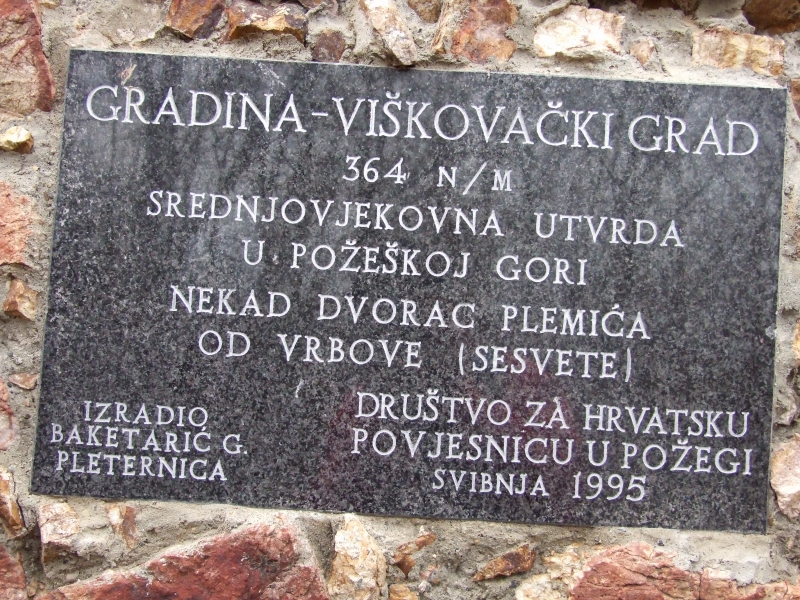 GRADINA-VIŠKOVAČKI GRAD
364 N/M
SREDNJOVJEKOVNA UTVRDA
U POŽEŠKOJ GORI
NEKAD DVORAC PLEMIĆA
OD VRBOVE (SESVETE)
IZRADIO
BAKETARIĆ G.
PLETERNICA
DRUŠTVO ZA HRVATSKU
POVJESNICU U POŽEGI
SVIBNJA 1995